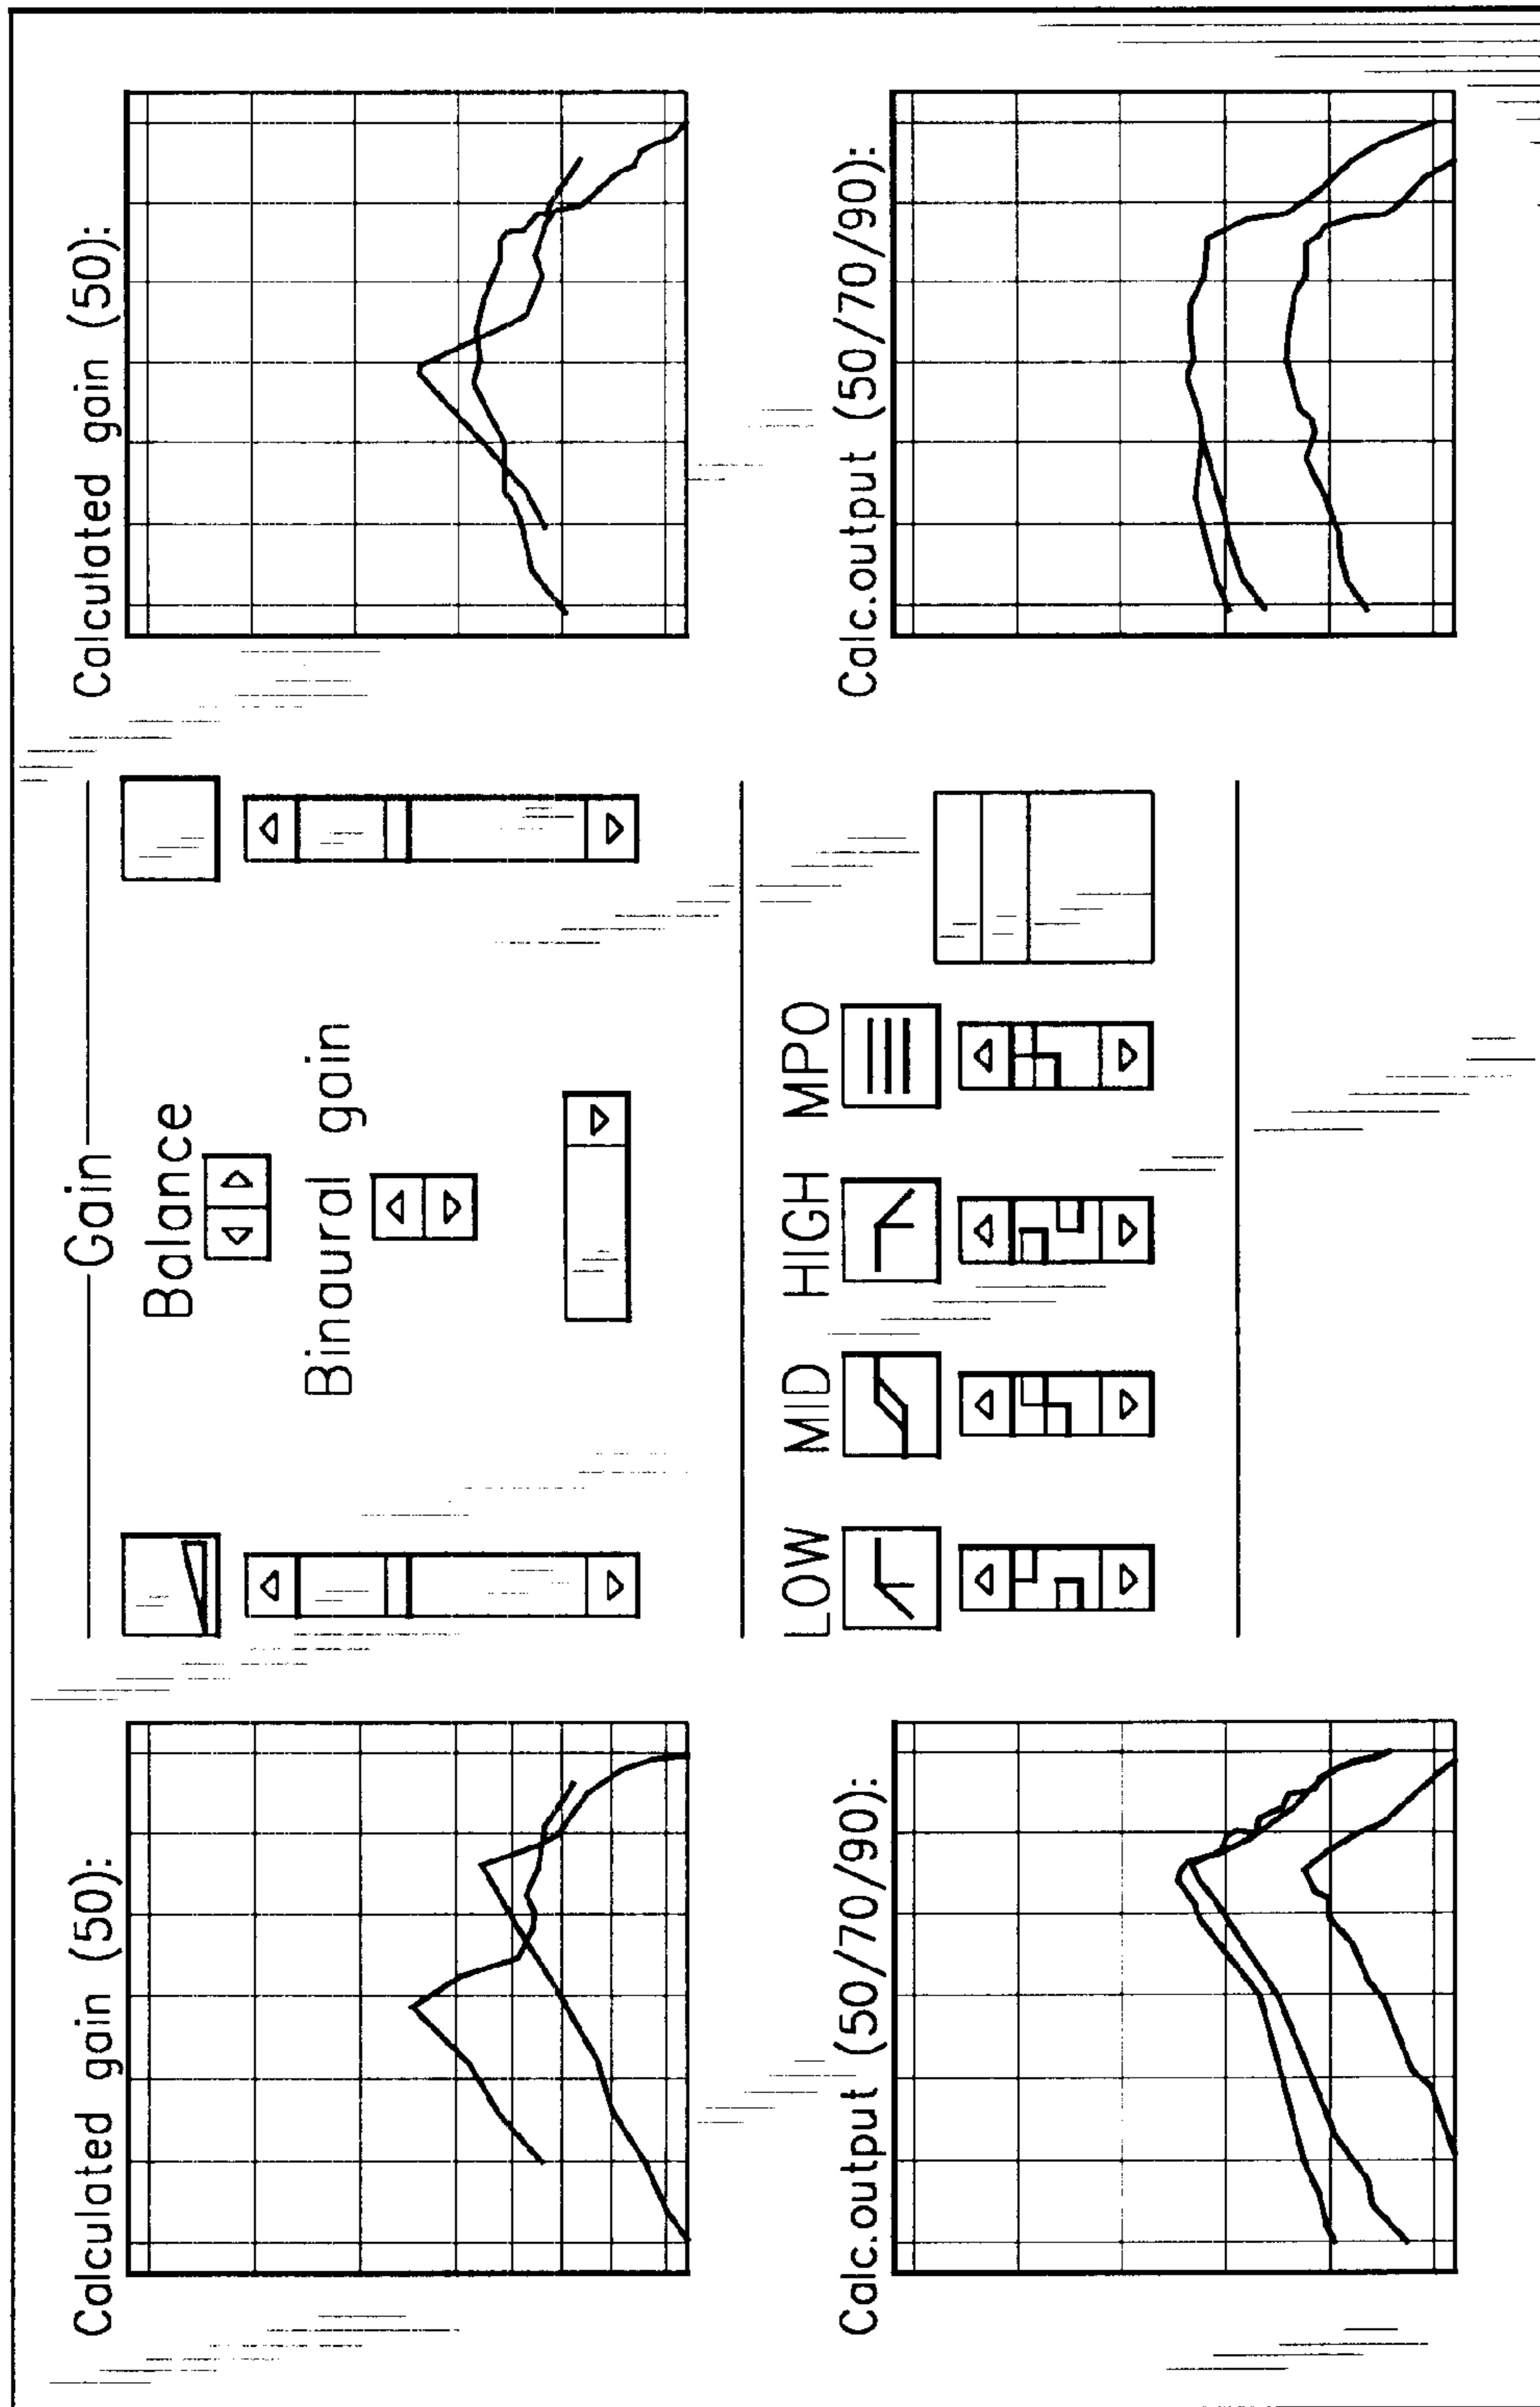 Calculated gain (50):
Gain
Balance
Binaural gain
Calculated gain (50):
Calc.output (50/70/90):
LOW MID HIGH MPO
Calc.output (50/70/90):